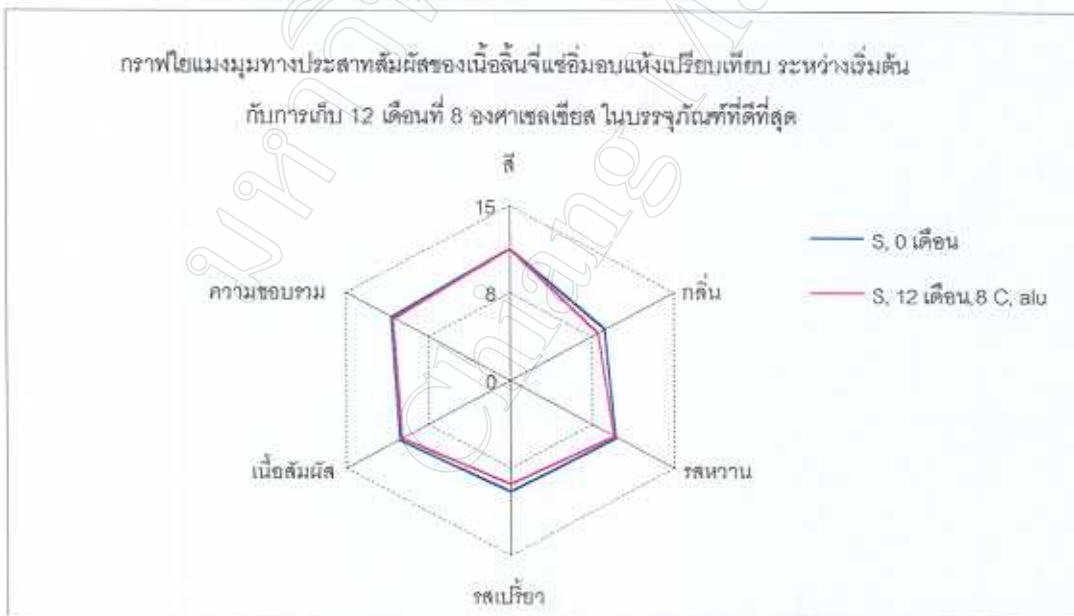 กราฟใยแมงมุมทางประสาทสัมผัสของเนื้อลิ้นจี่แช่อิ่มอบแห้งเปรียบเทียบ ระหว่างเริ่มต้น
กับการเก็บ 12 เดือนที่ 8 องศาเซลเซียส ในบรรจุภัณฑ์ที่ดีที่สุด
สี
15
S, 0 เดือน
ความชอบรวม
8
กลิ่น
S, 12 เดือน,8 C, alu
0
เนื้อสัมผัส
รสหวาน
รสเปรี้ยว
Chiang M